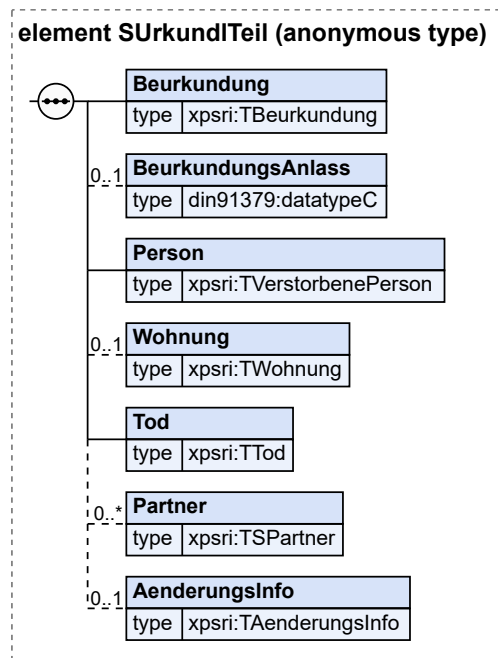 element SUrkundlTeil (anonymous type)
Beurkundung
type xpsri:TBeurkundung
0..1
BeurkundungsAnlass
type din91379:datatypeC
Person
type xpsri:TVerstorbenePerson
0..1
Wohnung
type xpsri:TWohnung
Tod
type xpsri:TTod
0..*
Partner
type xpsri:TSPartner
0..1
AenderungsInfo
type xpsri:TAenderungsInfo